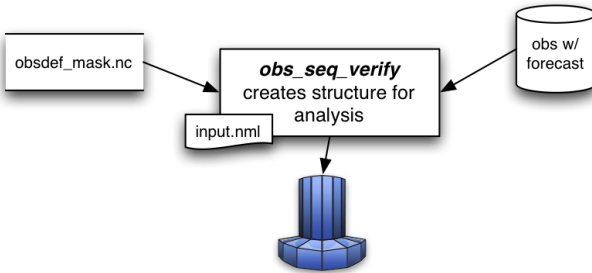 obsdef_mask.nc
obs_seq_verify
creates structure for
analysis
input.nml
obs w/
forecast